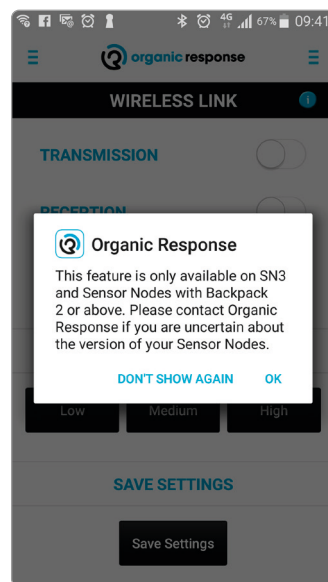 4G 67% 09:41
organic response
WIRELESS LINK
TRANSMISSION
RECEPTION
Organic Response
This feature is only available on SN3
and Sensor Nodes with Backpack
2 or above. Please contact Organic
Response if you are uncertain about
the version of your Sensor Nodes.
DON'T SHOW AGAIN OK
Low Medium High
SAVE SETTINGS
Save Settings